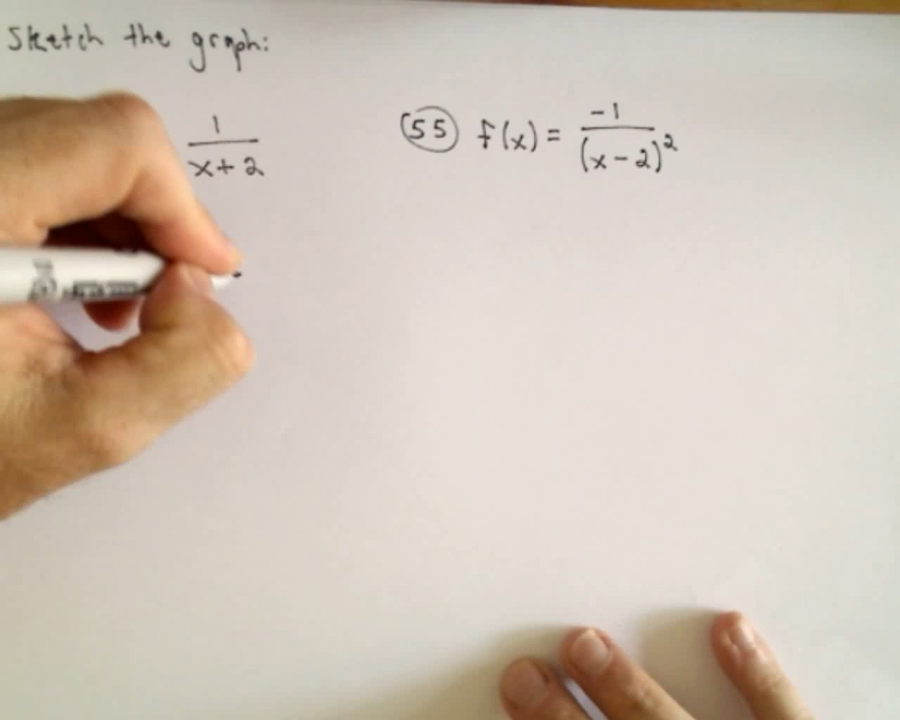 Sketch the graph:
1 / x+2
(55) f(x) = -1 / (x-2)²